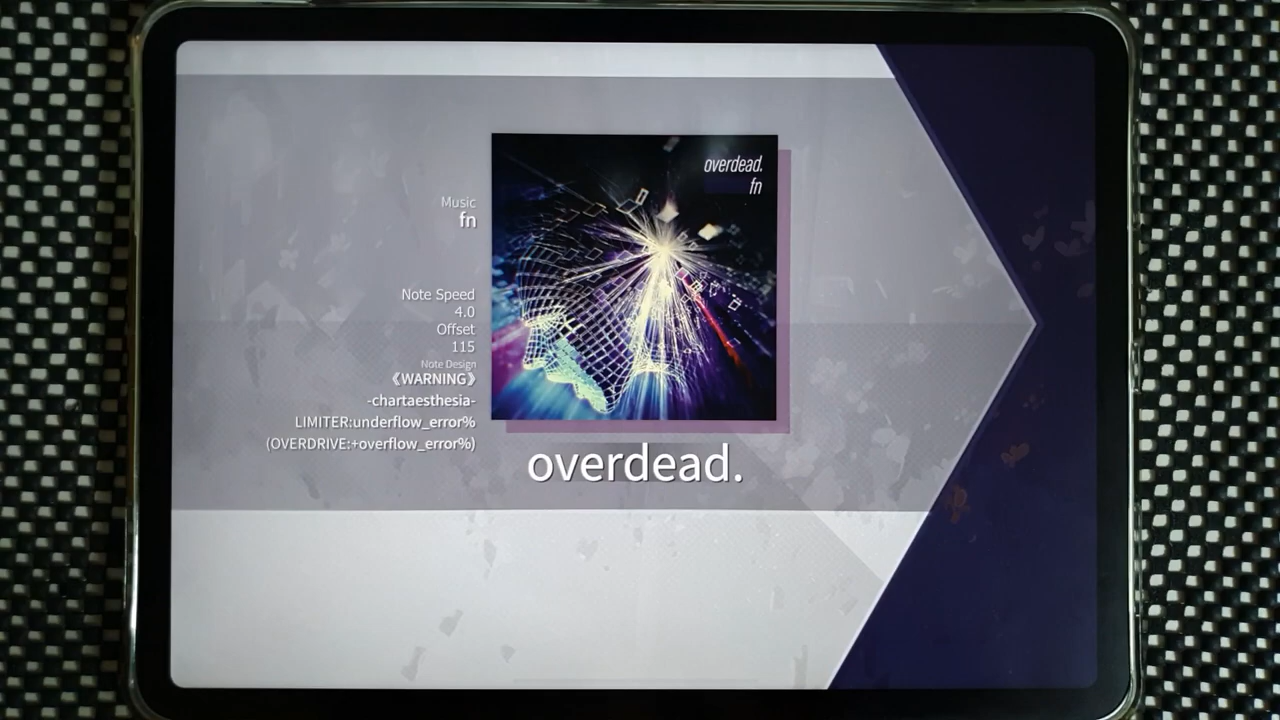 Music
fn
Note Speed
4.0
Offset
115
Note Design
《WARNING》
-chartaesthesia-
LIMITER:underflow_error%
(OVERDRIVE:+overflow_error%)
overdead.
fn
overdead.